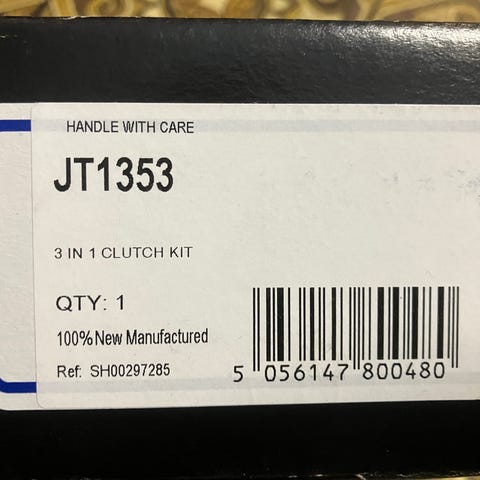 HANDLE WITH CARE
JT1353
3 IN 1 CLUTCH KIT
QTY: 1
100% New Manufactured
Ref: SH00297285
5 056147 800480